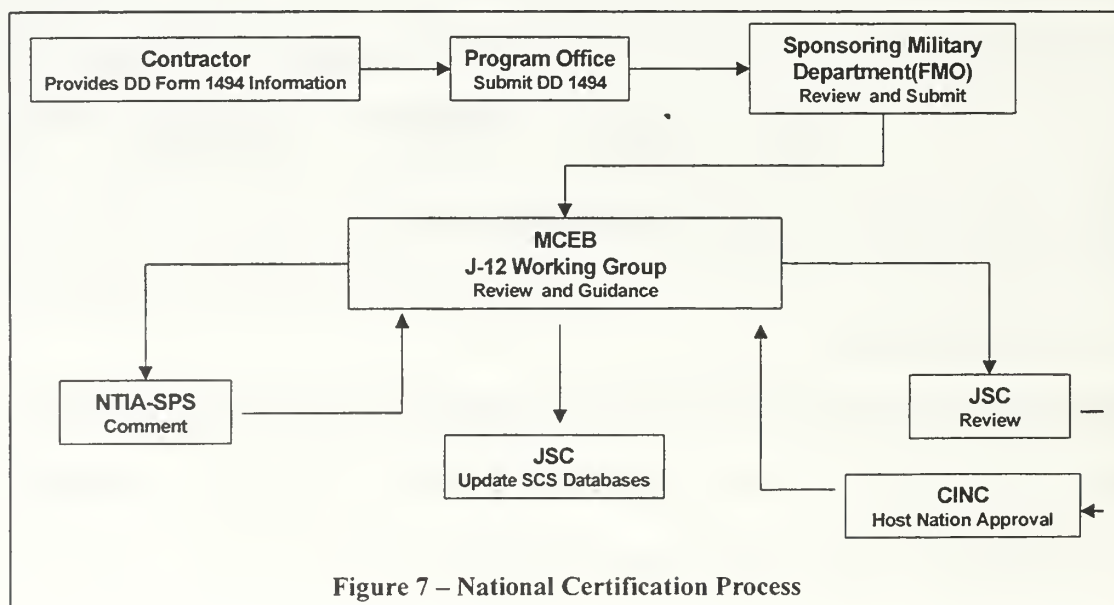 Contractor
Provides DD Form 1494 Information
Program Office
Submit DD 1494
Sponsoring Military
Department(FMO)
Review and Submit
MCEB
J-12 Working Group
Review and Guidance
NTIA-SPS
Comment
JSC
Update SCS Databases
JSC
Review
CINC
Host Nation Approval
Figure 7 – National Certification Process